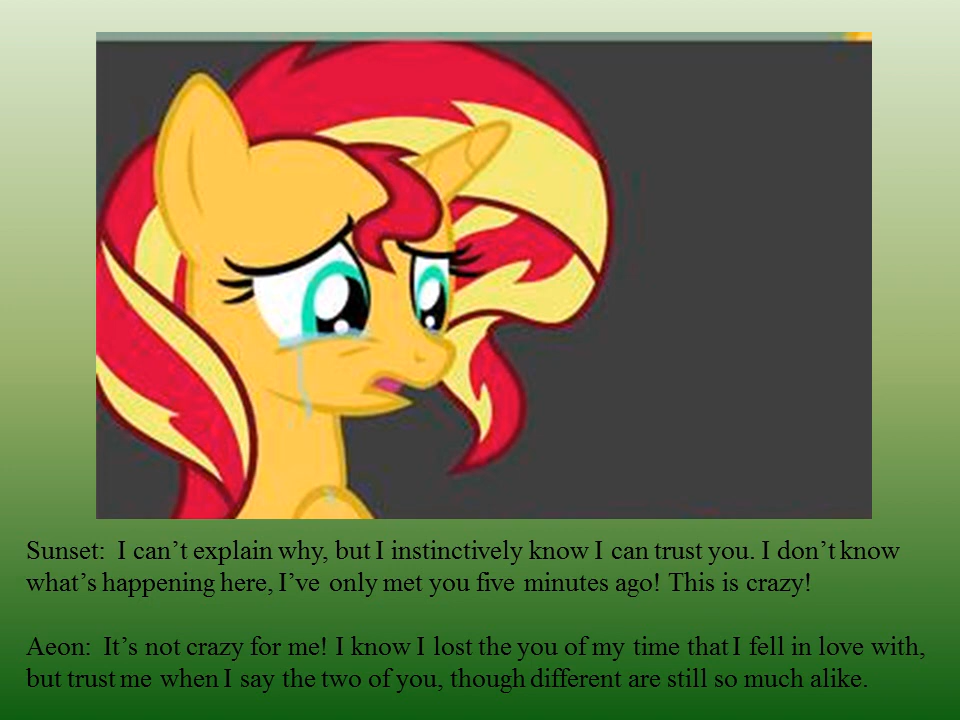 Sunset:  I can’t explain why, but I instinctively know I can trust you. I don’t know
what’s happening here, I’ve only met you five minutes ago! This is crazy!
Aeon:  It’s not crazy for me! I know I lost the you of my time that I fell in love with,
but trust me when I say the two of you, though different are still so much alike.